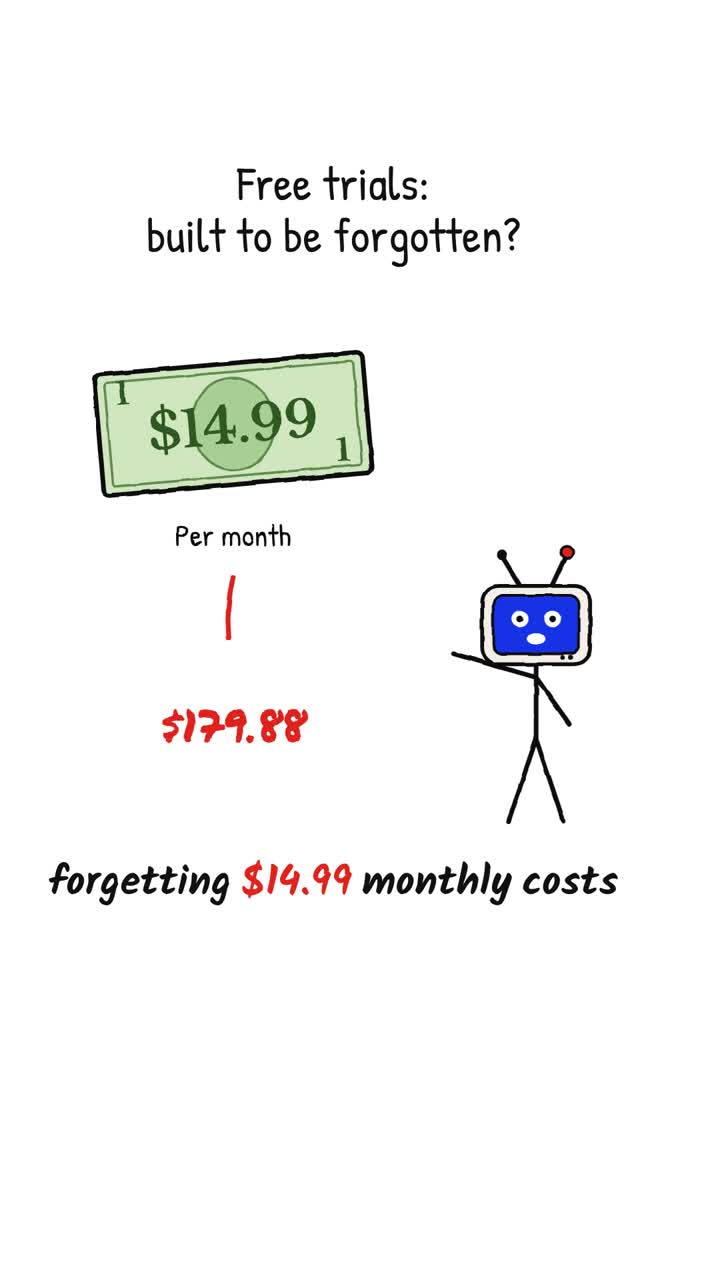 Free trials:
built to be forgotten?
1
$14.99
1
Per month
$179.88
forgetting $14.99 monthly costs